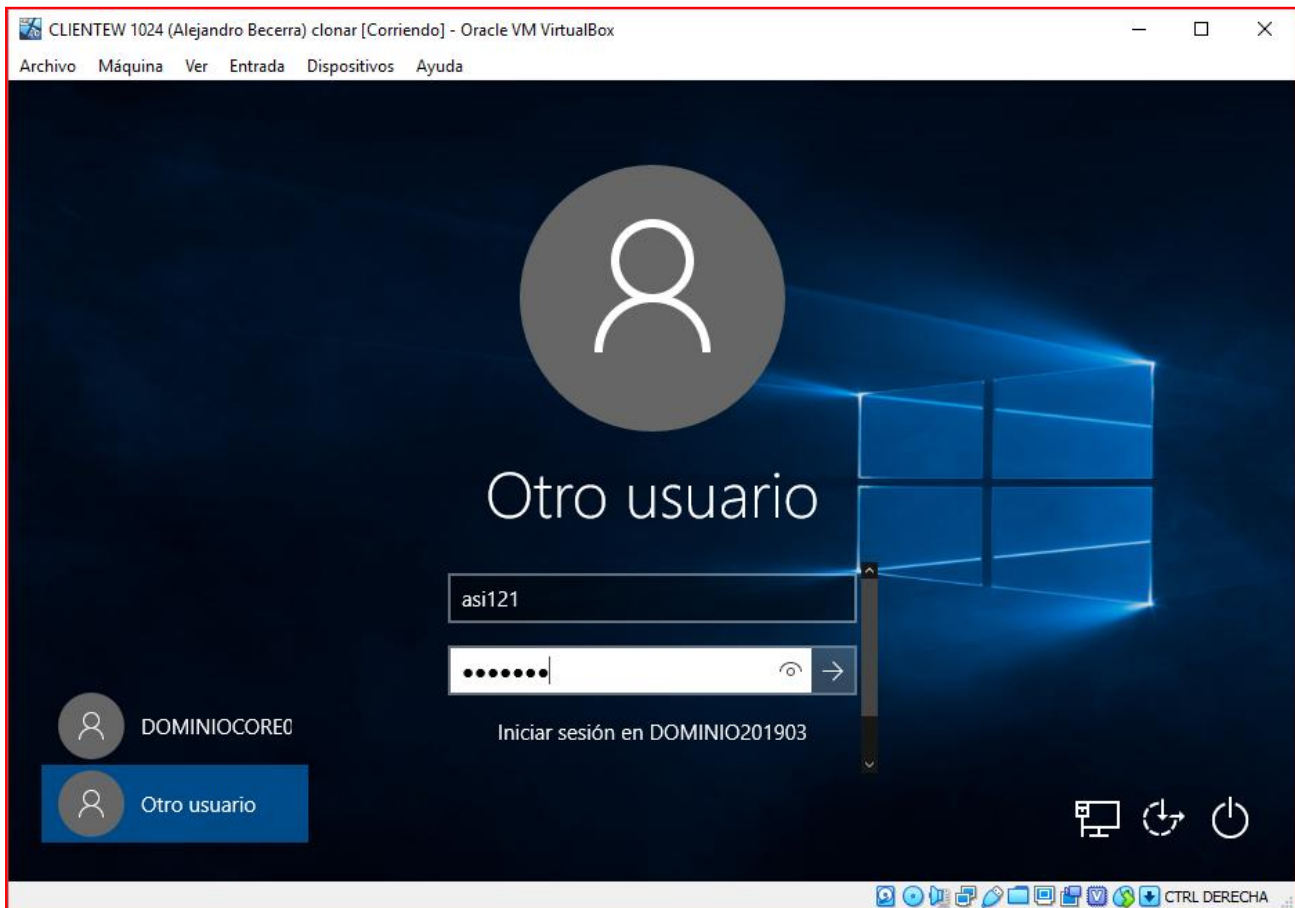 CLIENTEW 1024 (Alejandro Becerra) clonar [Corriendo] - Oracle VM VirtualBox
Archivo Máquina Ver Entrada Dispositivos Ayuda
Otro usuario
asi121
Iniciar sesión en DOMINIO201903
DOMINIOCORE0
Otro usuario
CTRL DERECHA